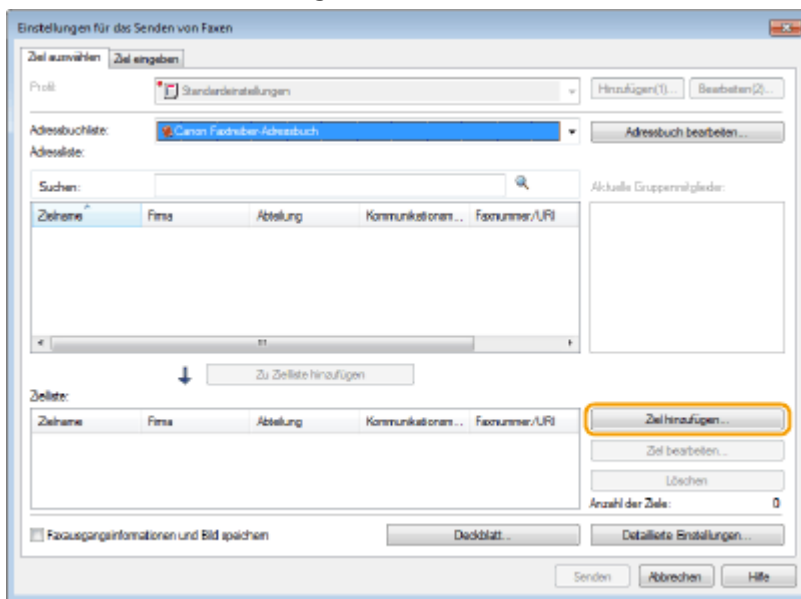 Einstellungen für das Senden von Faxen
Ziel auswählen Ziel eingeben
Profil: Standardeinstellungen Hinzufügen(1)... Bearbeiten(2)...
Adressbuchliste: Canon Faxtreiber-Adressbuch Adressbuch bearbeiten...
Adressliste:
Suchen: Aktuelle Gruppenmitglieder:
Zielname Firma Abteilung Kommunikationsm... Faxnummer/URI
Zu Zielliste hinzufügen
Zielliste:
Zielname Firma Abteilung Kommunikationsm... Faxnummer/URI Ziel hinzufügen...
Ziel bearbeiten...
Löschen
Anzahl der Ziele: 0
Faxausgangsinformationen und Bild speichern Deckblatt... Detaillierte Einstellungen...
Senden Abbrechen Hilfe